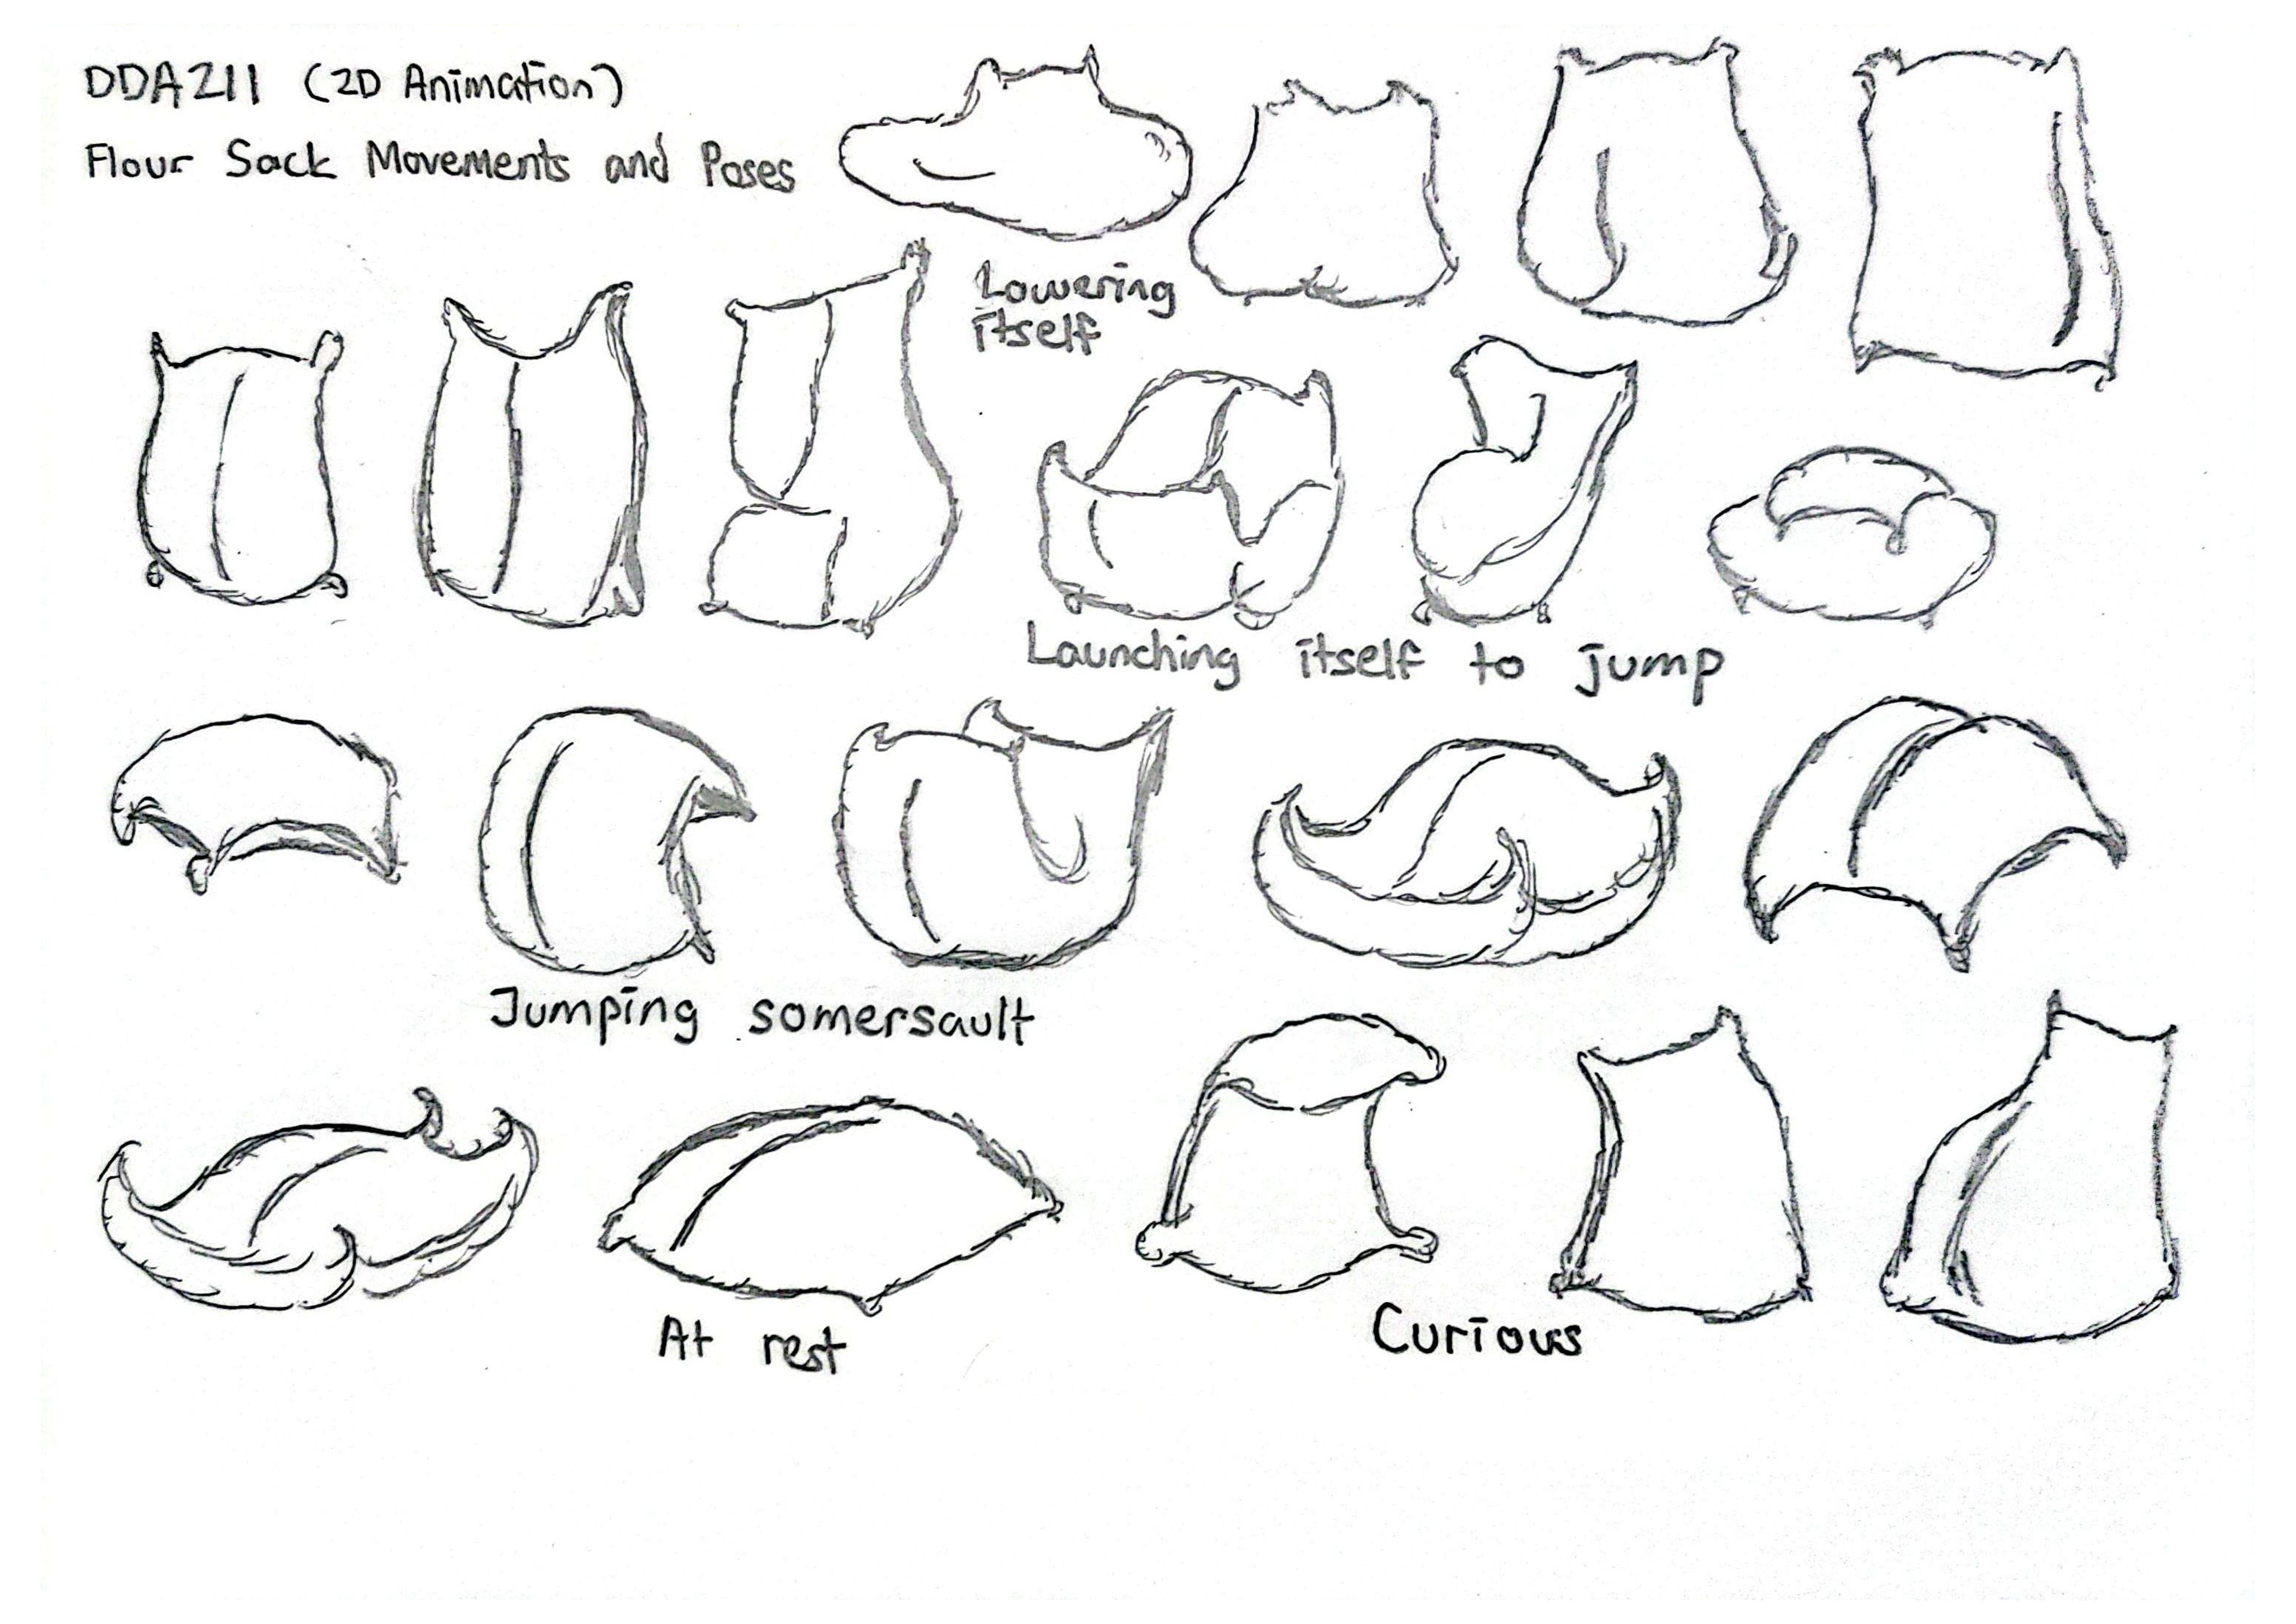 DDA211 (2D Animation)
Flour Sack Movements and Poses
Lowering
itself
Launching itself to jump
Jumping somersault
At rest
Curious